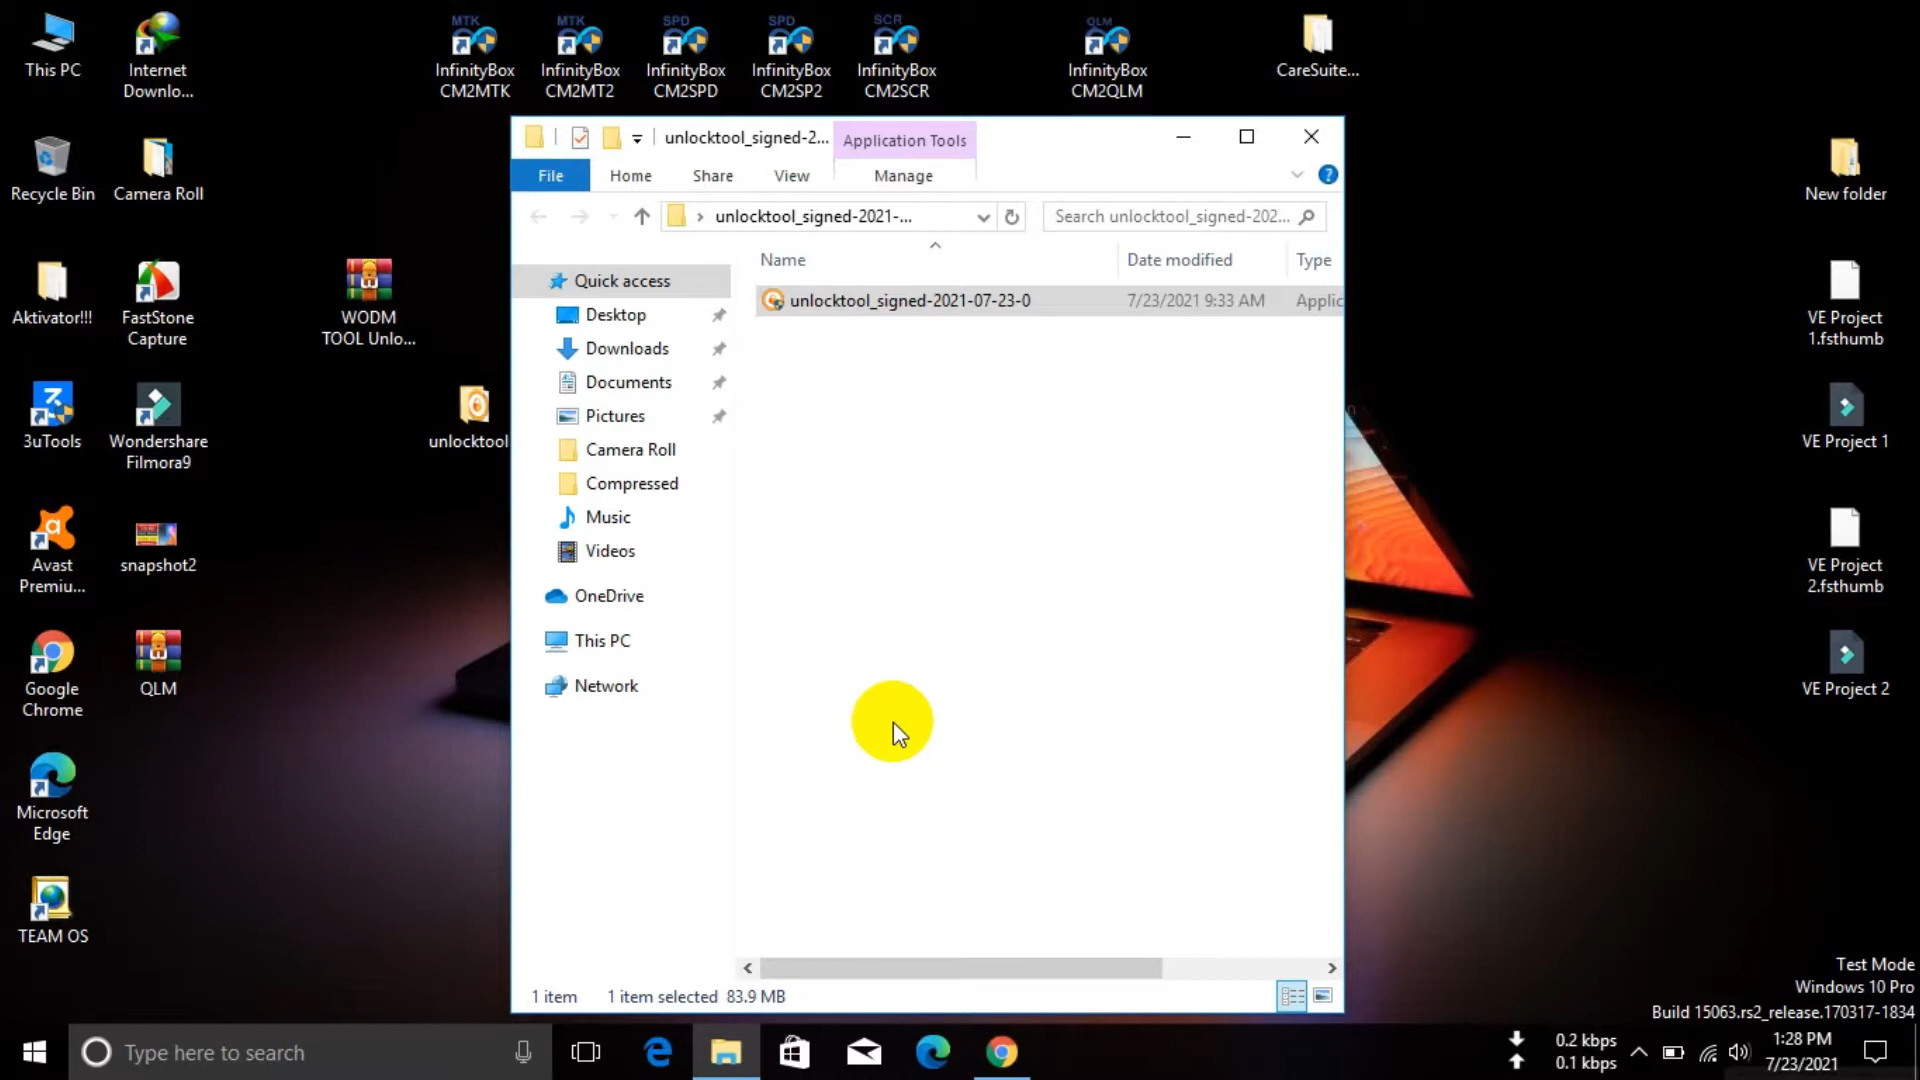 This PC
Internet
Downlo...
MTK
InfinityBox
CM2MTK
MTK
InfinityBox
CM2MT2
SPD
InfinityBox
CM2SPD
SPD
InfinityBox
CM2SP2
SCR
InfinityBox
CM2SCR
QLM
InfinityBox
CM2QLM
CareSuite...
Recycle Bin
Camera Roll
New folder
Aktivator!!!
FastStone
Capture
WODM
TOOL Unlo...
VE Project
1.fsthumb
3uTools
Wondershare
Filmora9
unlocktool
VE Project 1
Avast
Premiu...
snapshot2
VE Project
2.fsthumb
Google
Chrome
QLM
VE Project 2
Microsoft
Edge
TEAM OS
unlocktool_signed-2...
Application Tools
File
Home
Share
View
Manage
unlocktool_signed-2021-...
Search unlocktool_signed-202...
Name
Date modified
Type
Quick access
Desktop
Downloads
Documents
Pictures
Camera Roll
Compressed
Music
Videos
OneDrive
This PC
Network
unlocktool_signed-2021-07-23-0
7/23/2021 9:33 AM
Applic
1 item
1 item selected 83.9 MB
Test Mode
Windows 10 Pro
Build 15063.rs2_release.170317-1834
Type here to search
0.2 kbps
0.1 kbps
1:28 PM
7/23/2021